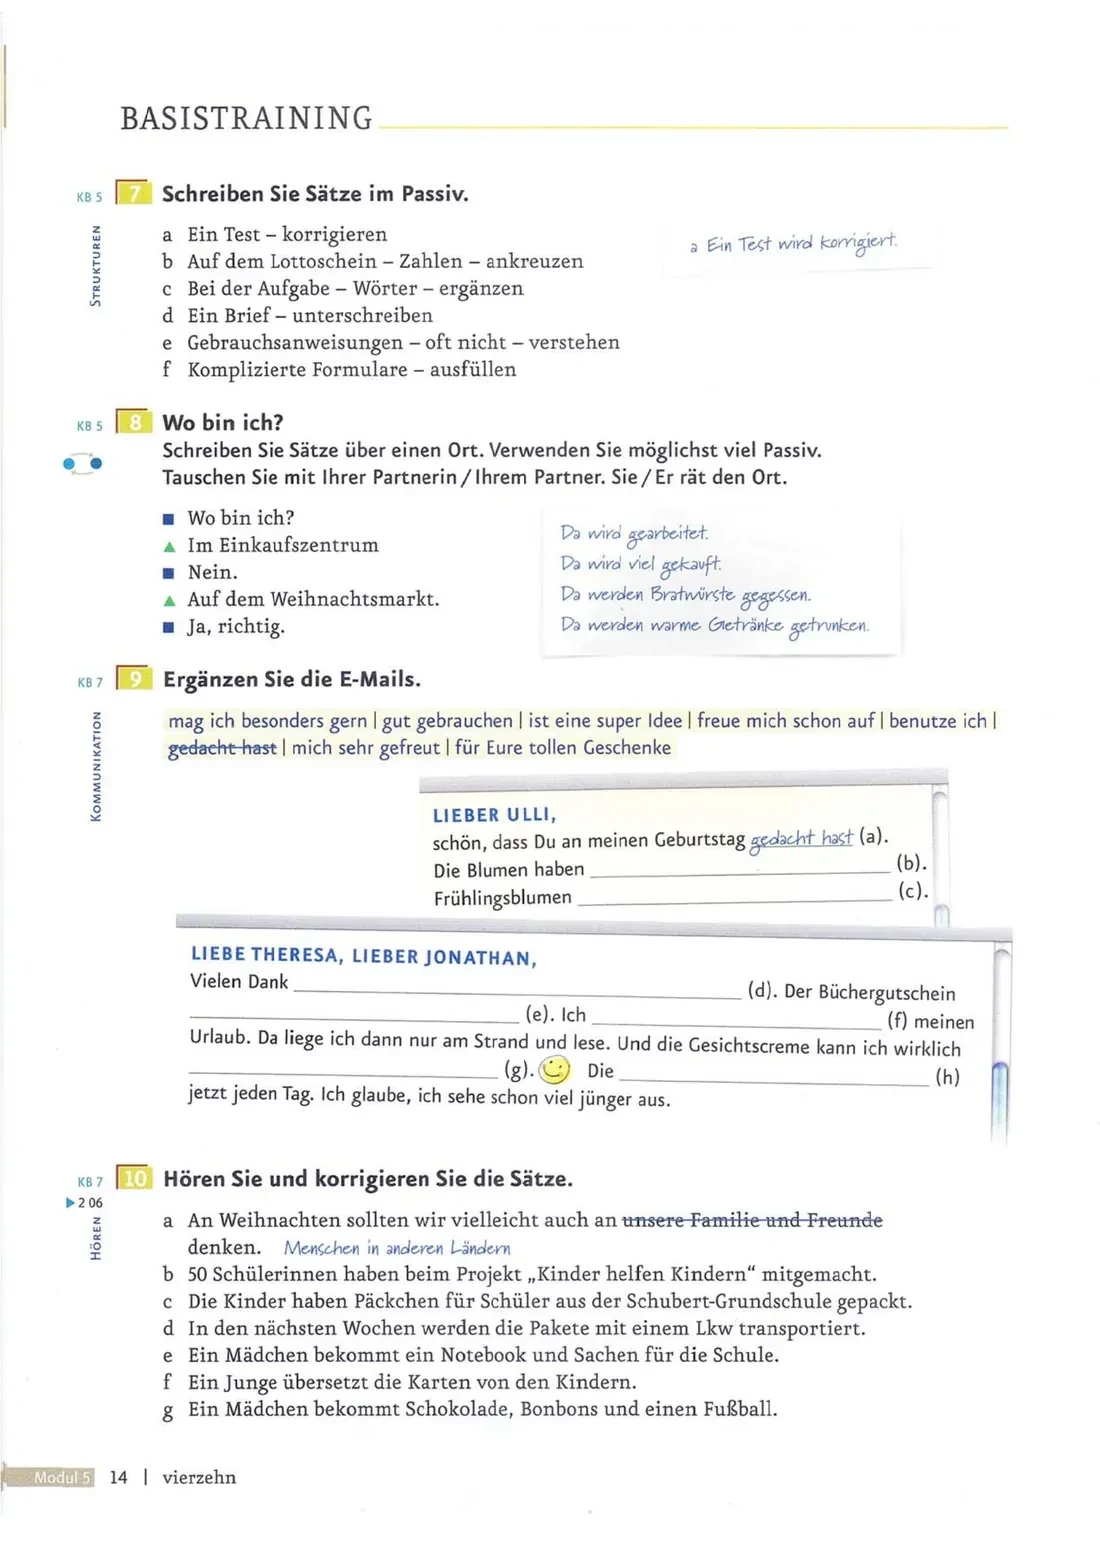 BASISTRAINING
KB 5 7 Schreiben Sie Sätze im Passiv.
STRUKTUREN
a Ein Test – korrigieren
a Ein Test wird korrigiert.
b Auf dem Lottoschein – Zahlen – ankreuzen
c Bei der Aufgabe – Wörter – ergänzen
d Ein Brief – unterschreiben
e Gebrauchsanweisungen – oft nicht – verstehen
f Komplizierte Formulare – ausfüllen
KB 5 8 Wo bin ich?
Schreiben Sie Sätze über einen Ort. Verwenden Sie möglichst viel Passiv.
Tauschen Sie mit Ihrer Partnerin / Ihrem Partner. Sie / Er rät den Ort.
■ Wo bin ich?
▲ Im Einkaufszentrum
■ Nein.
▲ Auf dem Weihnachtsmarkt.
■ Ja, richtig.
Da wird gearbeitet.
Da wird viel gekauft.
Da werden Bratwürste gegessen.
Da werden warme Getränke getrunken.
KB 7 9 Ergänzen Sie die E-Mails.
KOMMUNIKATION
mag ich besonders gern | gut gebrauchen | ist eine super Idee | freue mich schon auf | benutze ich |
gedacht hast | mich sehr gefreut | für Eure tollen Geschenke
LIEBER ULLI,
schön, dass Du an meinen Geburtstag gedacht hast (a).
Die Blumen haben ______ (b).
Frühlingsblumen ______ (c).
LIEBE THERESA, LIEBER JONATHAN,
Vielen Dank ______ (d). Der Büchergutschein
______ (e). Ich ______ (f) meinen
Urlaub. Da liege ich dann nur am Strand und lese. Und die Gesichtscreme kann ich wirklich
______ (g). Die ______ (h)
jetzt jeden Tag. Ich glaube, ich sehe schon viel jünger aus.
KB 7 10 Hören Sie und korrigieren Sie die Sätze.
▶ 2 06
HÖREN
a An Weihnachten sollten wir vielleicht auch an unsere Familie und Freunde
denken. Menschen in anderen Ländern
b 50 Schülerinnen haben beim Projekt „Kinder helfen Kindern“ mitgemacht.
c Die Kinder haben Päckchen für Schüler aus der Schubert-Grundschule gepackt.
d In den nächsten Wochen werden die Pakete mit einem Lkw transportiert.
e Ein Mädchen bekommt ein Notebook und Sachen für die Schule.
f Ein Junge übersetzt die Karten von den Kindern.
g Ein Mädchen bekommt Schokolade, Bonbons und einen Fußball.
Modul 5 14 | vierzehn